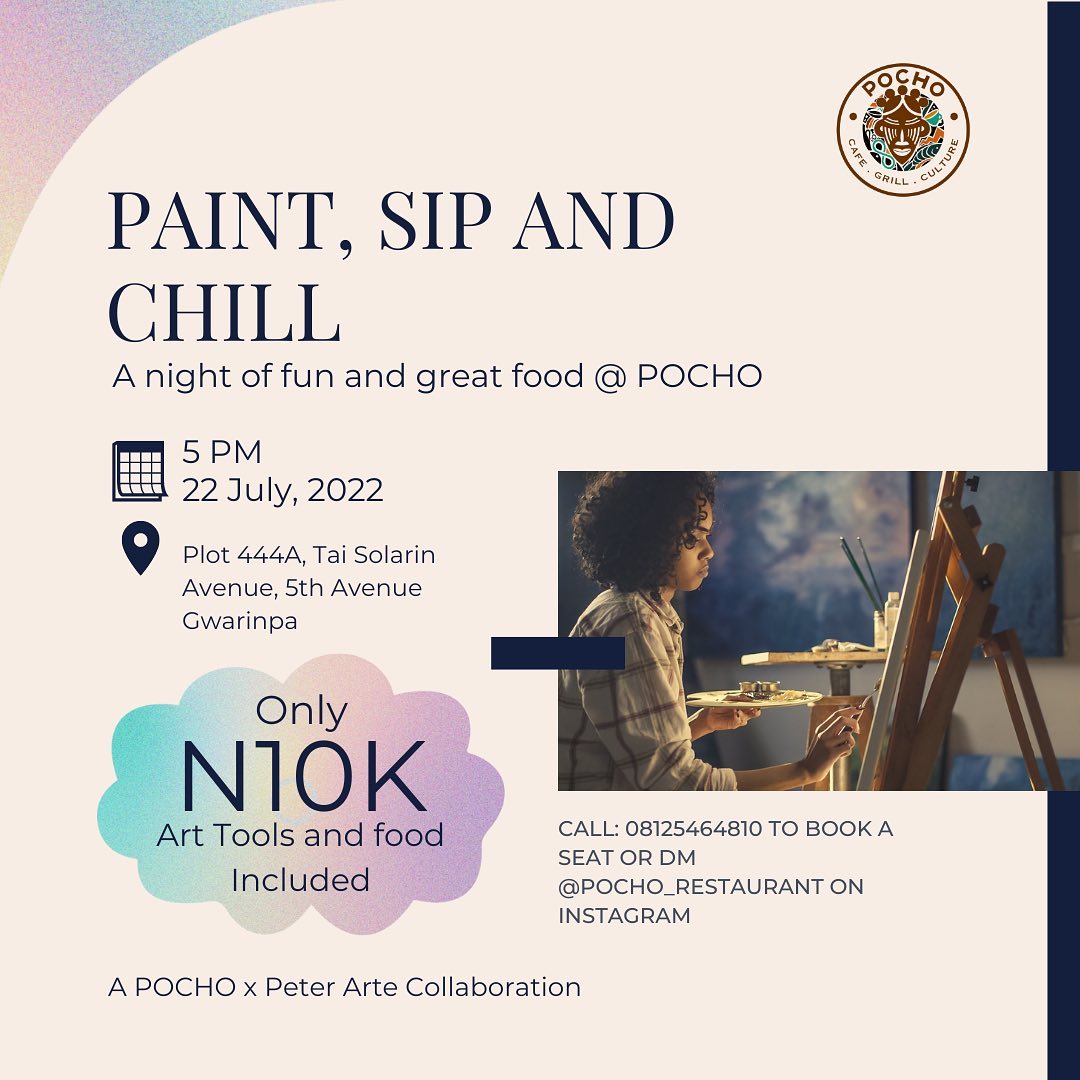 POCHO
CAFE . GRILL . CULTURE
PAINT, SIP AND
CHILL
A night of fun and great food @ POCHO
5 PM
22 July, 2022
Plot 444A, Tai Solarin
Avenue, 5th Avenue
Gwarinpa
Only
N10K
Art Tools and food
Included
CALL: 08125464810 TO BOOK A
SEAT OR DM
@POCHO_RESTAURANT ON
INSTAGRAM
A POCHO x Peter Arte Collaboration